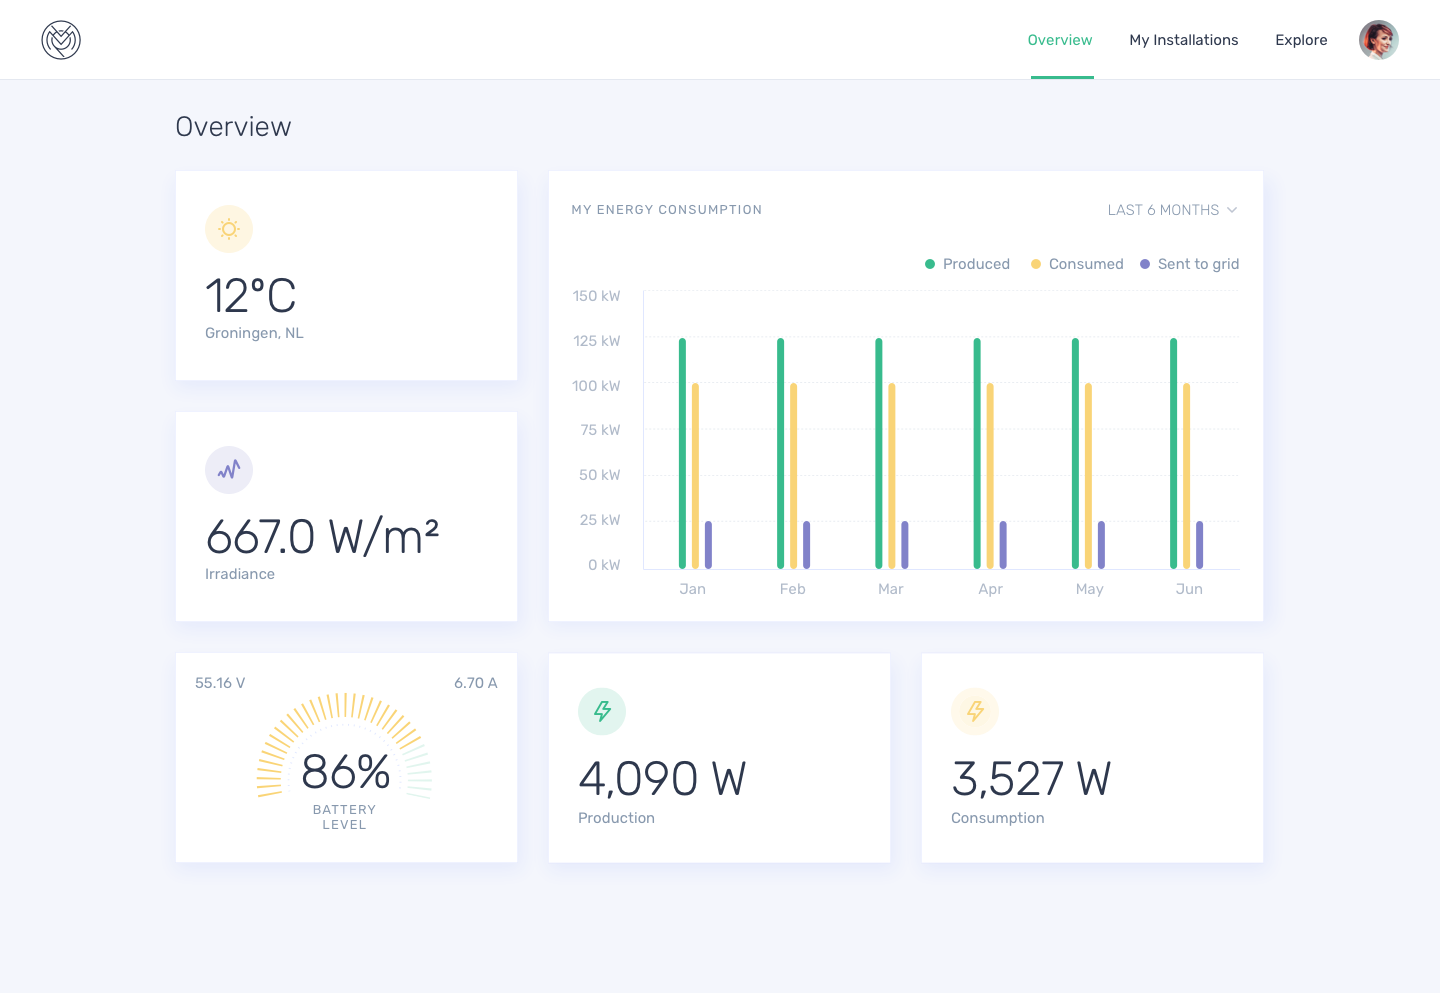 Overview
My Installations
Explore
Overview
12°C
Groningen, NL
MY ENERGY CONSUMPTION
LAST 6 MONTHS
Produced
Consumed
Sent to grid
150 kW
125 kW
100 kW
75 kW
50 kW
25 kW
0 kW
Jan
Feb
Mar
Apr
May
Jun
667.0 W/m²
Irradiance
55.16 V
6.70 A
86%
BATTERY
LEVEL
4,090 W
Production
3,527 W
Consumption